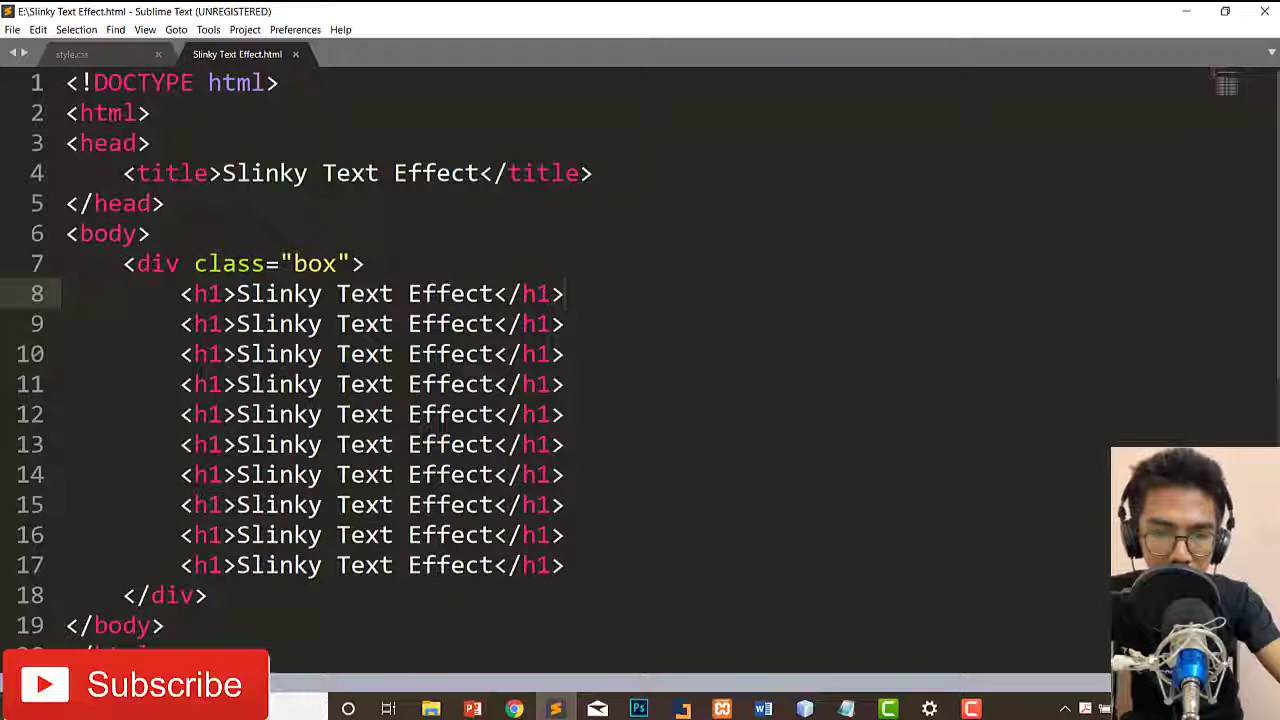 E:\Slinky Text Effect.html - Sublime Text (UNREGISTERED)
File Edit Selection Find View Goto Tools Project Preferences Help
style.css × Slinky Text Effect.html ×
1 <!DOCTYPE html>
2 <html>
3 <head>
4 <title>Slinky Text Effect</title>
5 </head>
6 <body>
7 <div class="box">
8 <h1>Slinky Text Effect</h1>
9 <h1>Slinky Text Effect</h1>
10 <h1>Slinky Text Effect</h1>
11 <h1>Slinky Text Effect</h1>
12 <h1>Slinky Text Effect</h1>
13 <h1>Slinky Text Effect</h1>
14 <h1>Slinky Text Effect</h1>
15 <h1>Slinky Text Effect</h1>
16 <h1>Slinky Text Effect</h1>
17 <h1>Slinky Text Effect</h1>
18 </div>
19 </body>
Subscribe